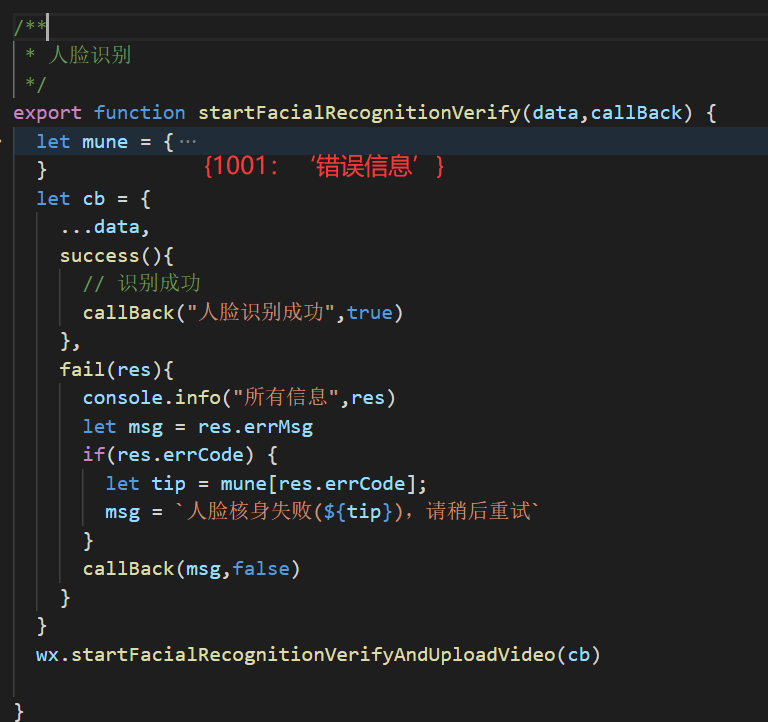 /**
 * 人脸识别
 */
export function startFacialRecognitionVerify(data,callBack) {
  let mune = {···
  }
{1001：‘错误信息’}
  let cb = {
    ...data,
    success(){
      // 识别成功
      callBack("人脸识别成功",true)
    },
    fail(res){
      console.info("所有信息",res)
      let msg = res.errMsg
      if(res.errCode) {
        let tip = mune[res.errCode];
        msg = `人脸核身失败(${tip})，请稍后重试`
      }
      callBack(msg,false)
    }
  }
  wx.startFacialRecognitionVerifyAndUploadVideo(cb)
}